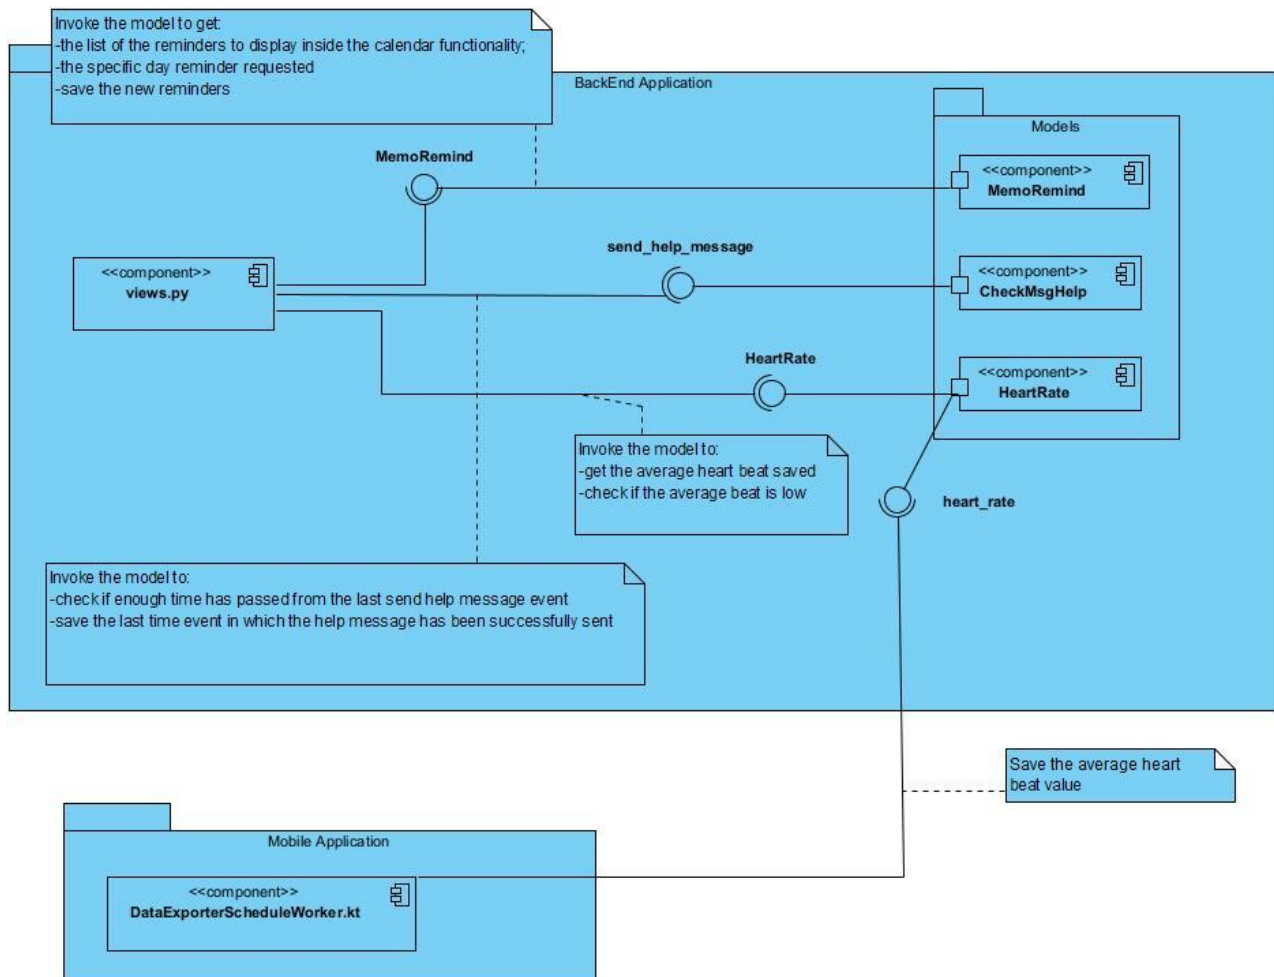 Invoke the model to get:
-the list of the reminders to display inside the calendar functionality;
-the specific day reminder requested
-save the new reminders
BackEnd Application
Models
MemoRemind
<<component>>
MemoRemind
send_help_message
<<component>>
views.py
<<component>>
CheckMsgHelp
HeartRate
<<component>>
HeartRate
Invoke the model to:
-get the average heart beat saved
-check if the average beat is low
heart_rate
Invoke the model to:
-check if enough time has passed from the last send help message event
-save the last time event in which the help message has been successfully sent
Save the average heart
beat value
Mobile Application
<<component>>
DataExporterScheduleWorker.kt